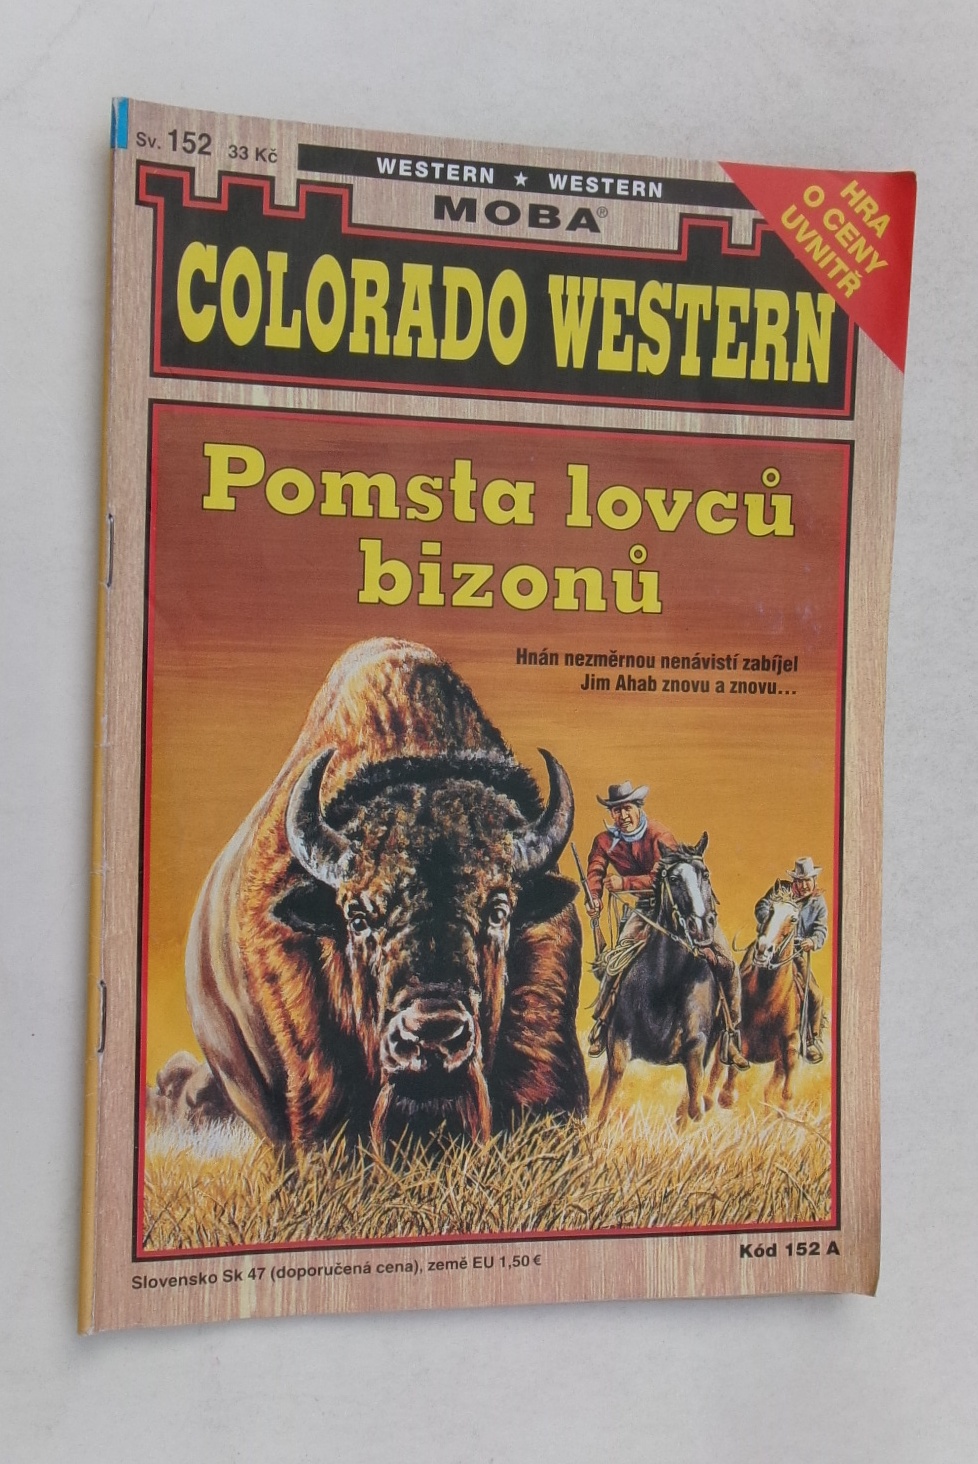 Sv. 152 33 Kč
WESTERN ★ WESTERN
MOBA®
HRA
O CENY
UVNITŘ
COLORADO WESTERN
Pomsta lovců
bizonů
Hnán nezměrnou nenávistí zabíjel
Jim Ahab znovu a znovu...
Kód 152 A
Slovensko Sk 47 (doporučená cena), země EU 1,50 €